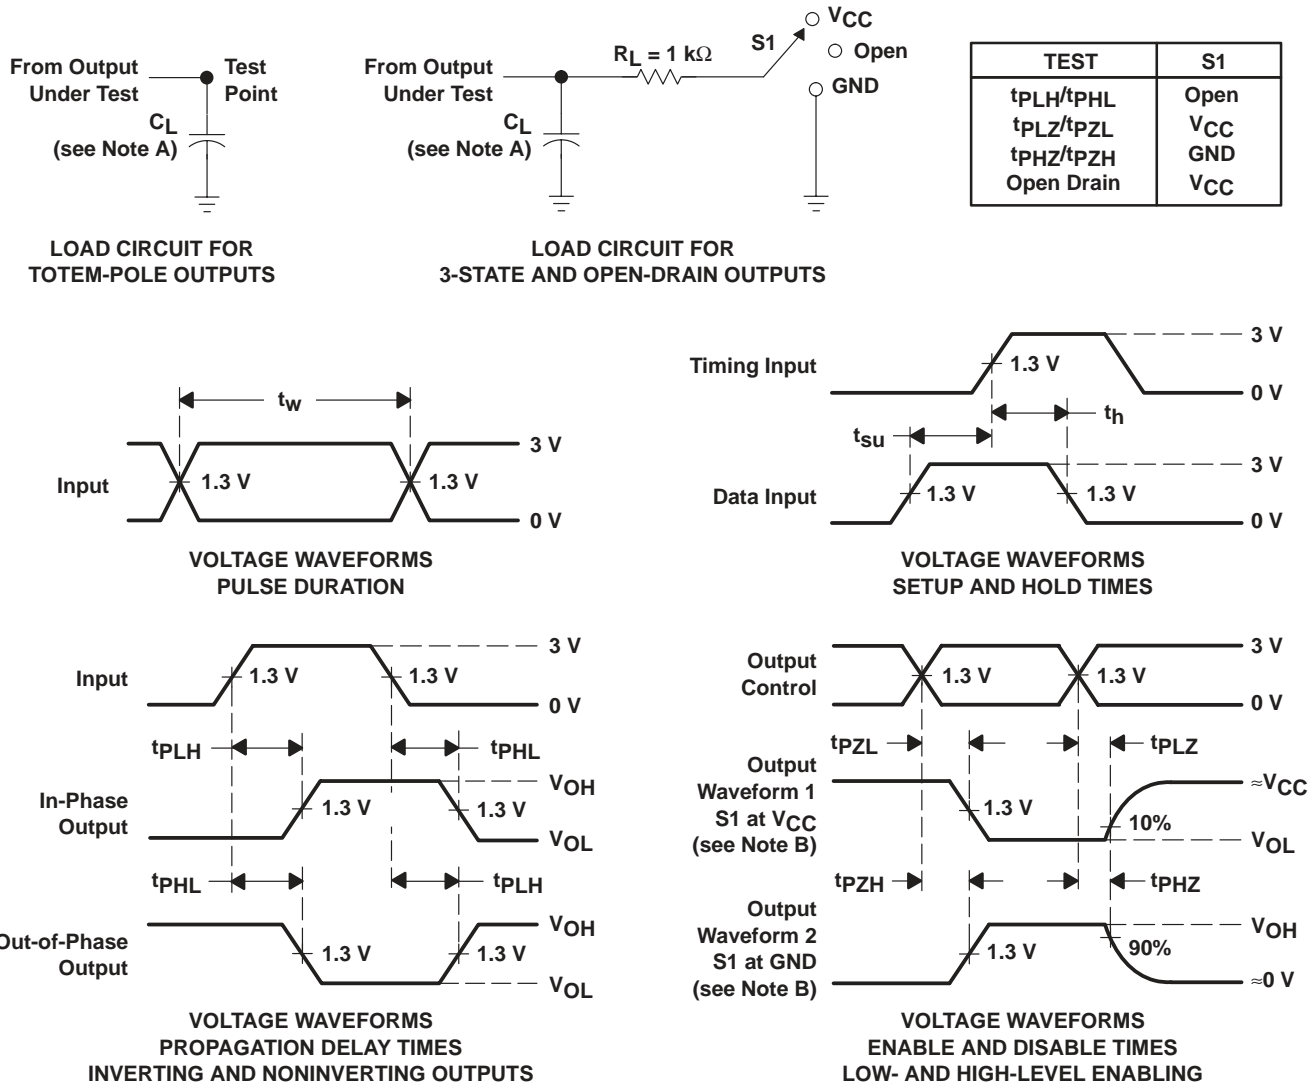 From Output
Under Test
Test
Point
CL
(see Note A)
LOAD CIRCUIT FOR
TOTEM-POLE OUTPUTS
From Output
Under Test
CL
(see Note A)
RL = 1 kΩ
S1
VCC
Open
GND
LOAD CIRCUIT FOR
3-STATE AND OPEN-DRAIN OUTPUTS
TEST S1
tPLH/tPHL Open
tPLZ/tPZL VCC
tPHZ/tPZH GND
Open Drain VCC
tw
Input
1.3 V
1.3 V
3 V
0 V
VOLTAGE WAVEFORMS
PULSE DURATION
Timing Input
1.3 V
3 V
0 V
tsu
th
Data Input
1.3 V
1.3 V
3 V
0 V
VOLTAGE WAVEFORMS
SETUP AND HOLD TIMES
Input
1.3 V
1.3 V
3 V
0 V
tPLH
tPHL
In-Phase
Output
1.3 V
1.3 V
VOH
VOL
tPHL
tPLH
Out-of-Phase
Output
1.3 V
1.3 V
VOH
VOL
VOLTAGE WAVEFORMS
PROPAGATION DELAY TIMES
INVERTING AND NONINVERTING OUTPUTS
Output
Control
1.3 V
1.3 V
3 V
0 V
tPZL
tPLZ
Output
Waveform 1
S1 at VCC
(see Note B)
1.3 V
10%
≈VCC
VOL
tPZH
tPHZ
Output
Waveform 2
S1 at GND
(see Note B)
1.3 V
90%
VOH
≈0 V
VOLTAGE WAVEFORMS
ENABLE AND DISABLE TIMES
LOW- AND HIGH-LEVEL ENABLING